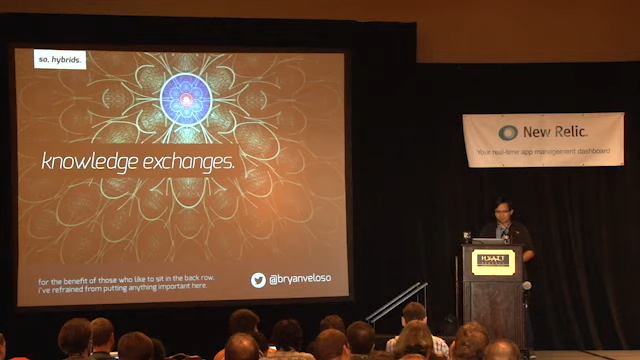 so, hybrids.
knowledge exchanges.
for the benefit of those who like to sit in the back row.
i've refrained from putting anything important here.
@bryanveloso
New Relic.
Your real-time app management dashboard
HYATT